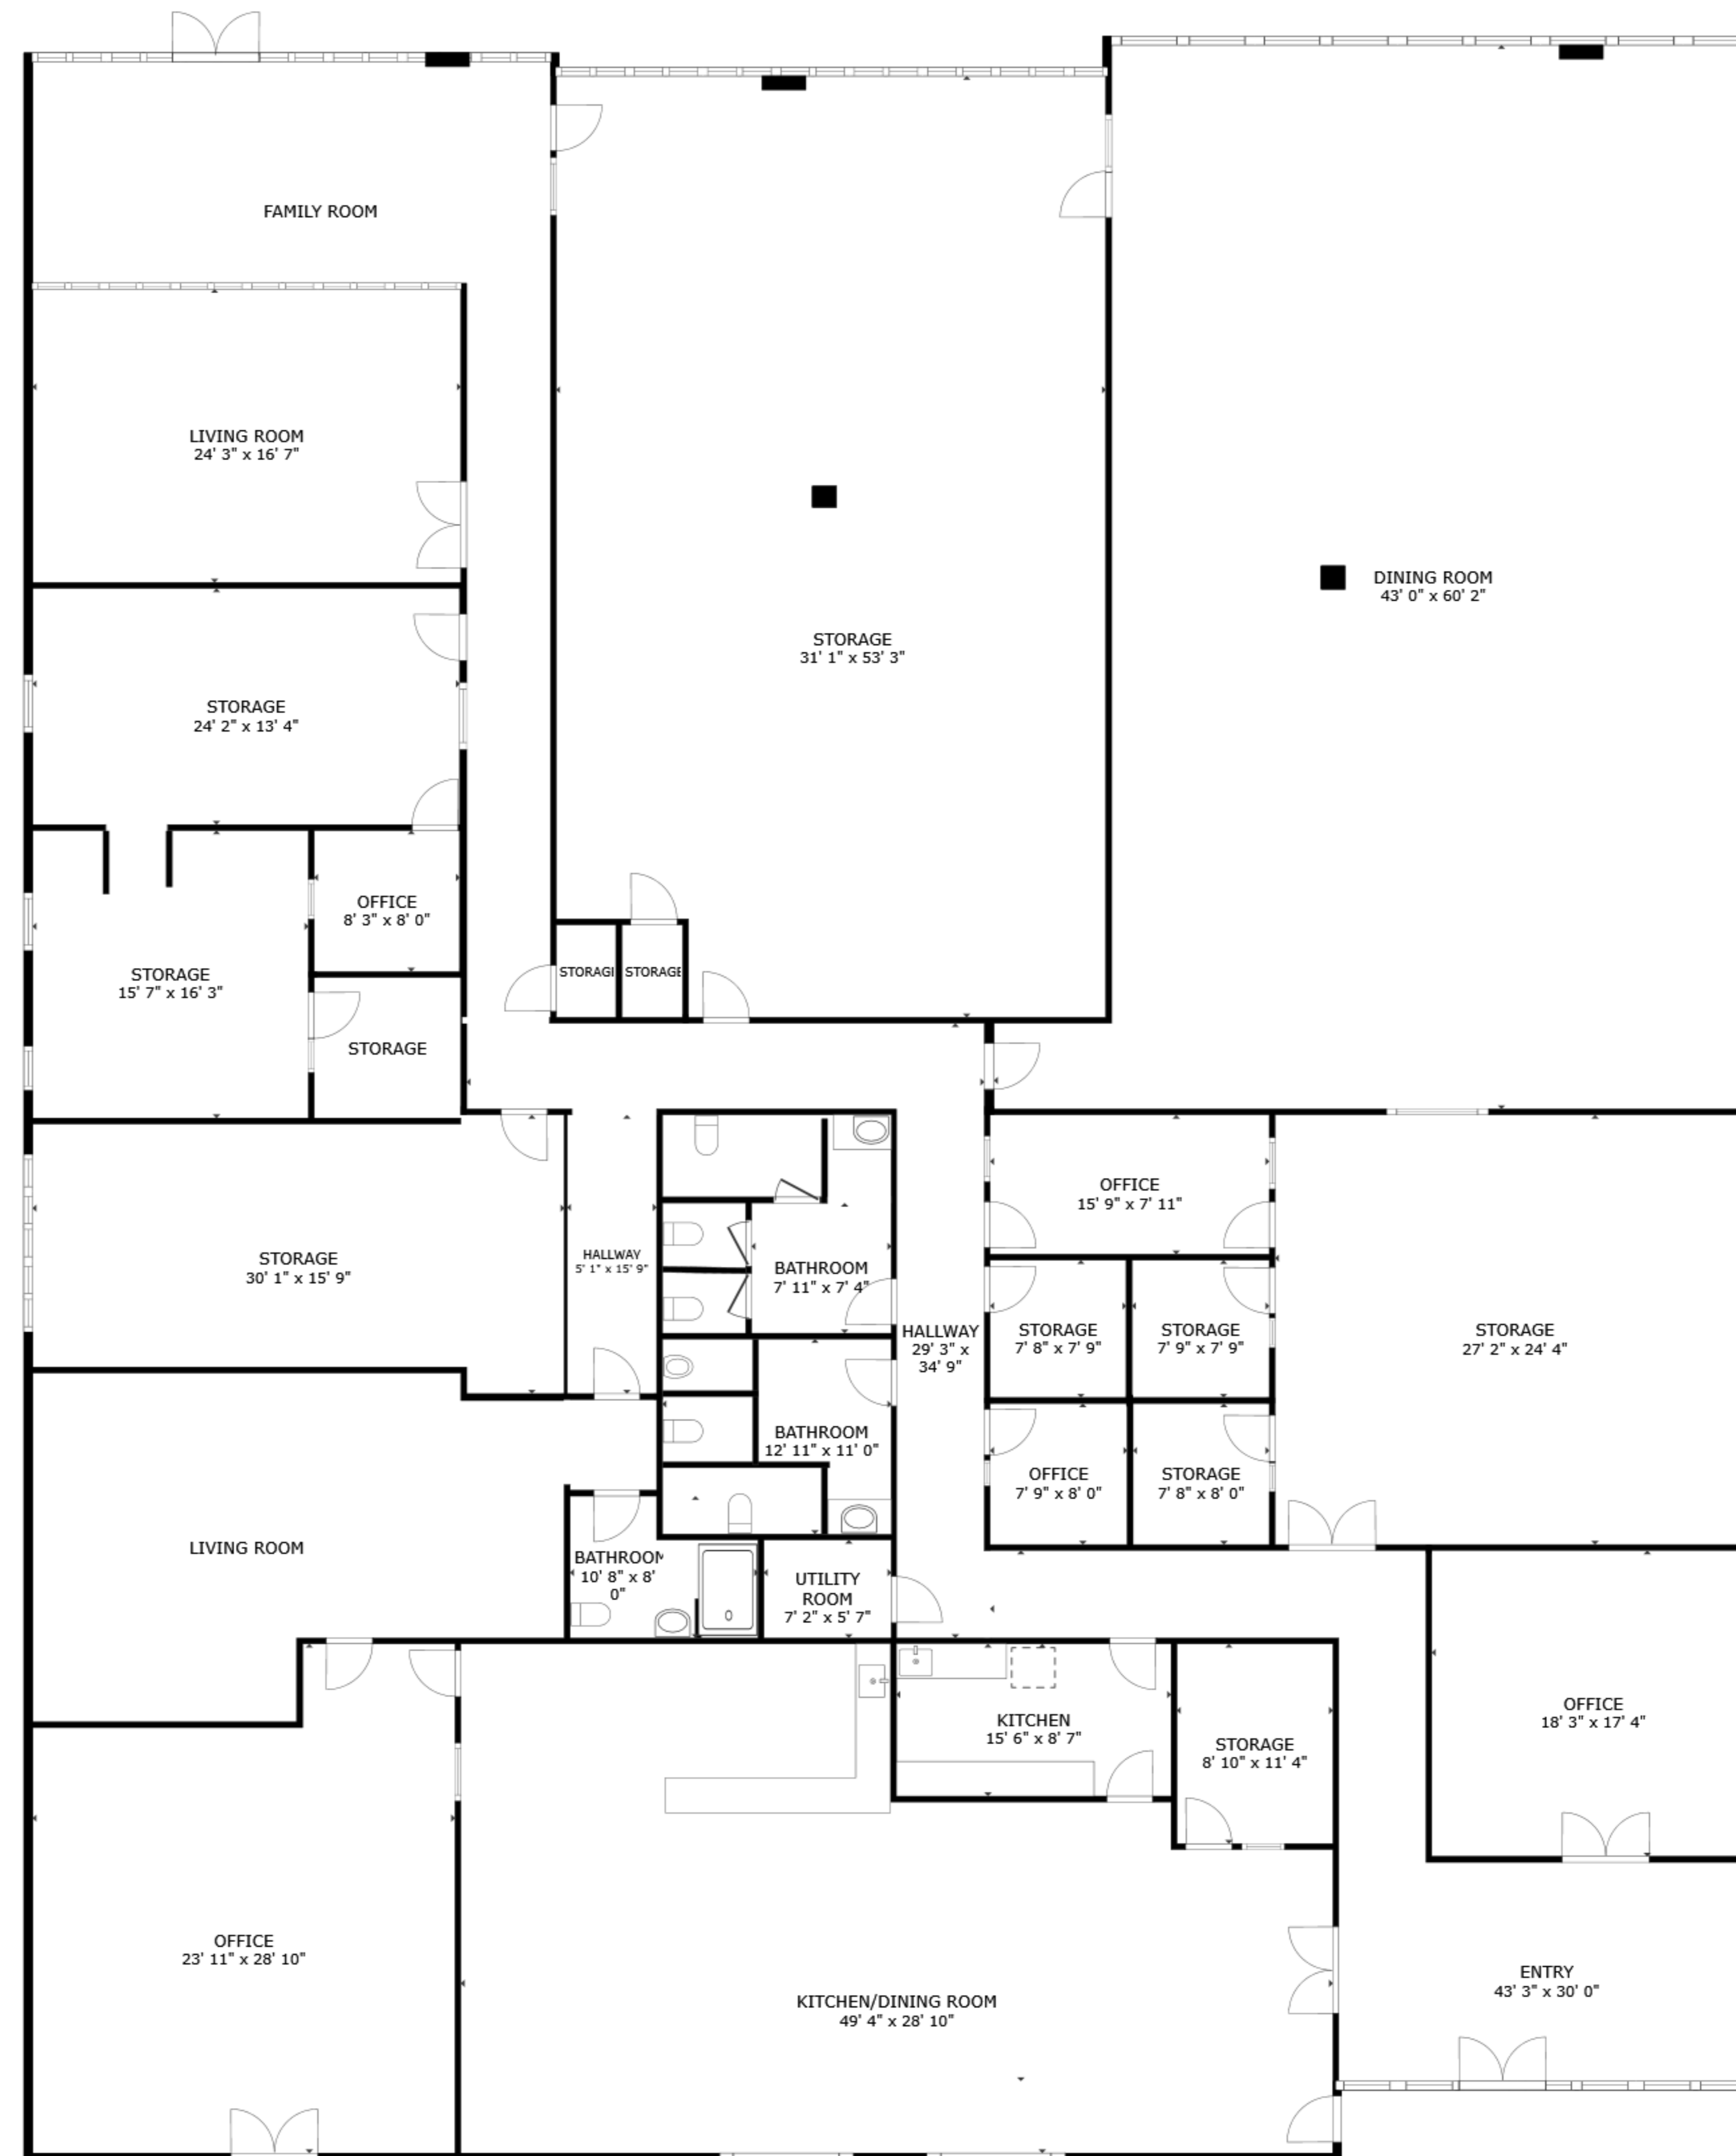 FAMILY ROOM
LIVING ROOM
24' 3" x 16' 7"
DINING ROOM
43' 0" x 60' 2"
STORAGE
31' 1" x 53' 3"
STORAGE
24' 2" x 13' 4"
OFFICE
8' 3" x 8' 0"
STORAGE
15' 7" x 16' 3"
STORAGE
STORAGE
STORAGE
OFFICE
15' 9" x 7' 11"
STORAGE
30' 1" x 15' 9"
HALLWAY
5' 1" x 15' 9"
BATHROOM
7' 11" x 7' 4"
HALLWAY
29' 3" x
34' 9"
STORAGE
7' 8" x 7' 9"
STORAGE
7' 9" x 7' 9"
STORAGE
27' 2" x 24' 4"
BATHROOM
12' 11" x 11' 0"
OFFICE
7' 9" x 8' 0"
STORAGE
7' 8" x 8' 0"
LIVING ROOM
BATHROOM
10' 8" x 8'
0"
UTILITY
ROOM
7' 2" x 5' 7"
KITCHEN
15' 6" x 8' 7"
STORAGE
8' 10" x 11' 4"
OFFICE
18' 3" x 17' 4"
OFFICE
23' 11" x 28' 10"
KITCHEN/DINING ROOM
49' 4" x 28' 10"
ENTRY
43' 3" x 30' 0"